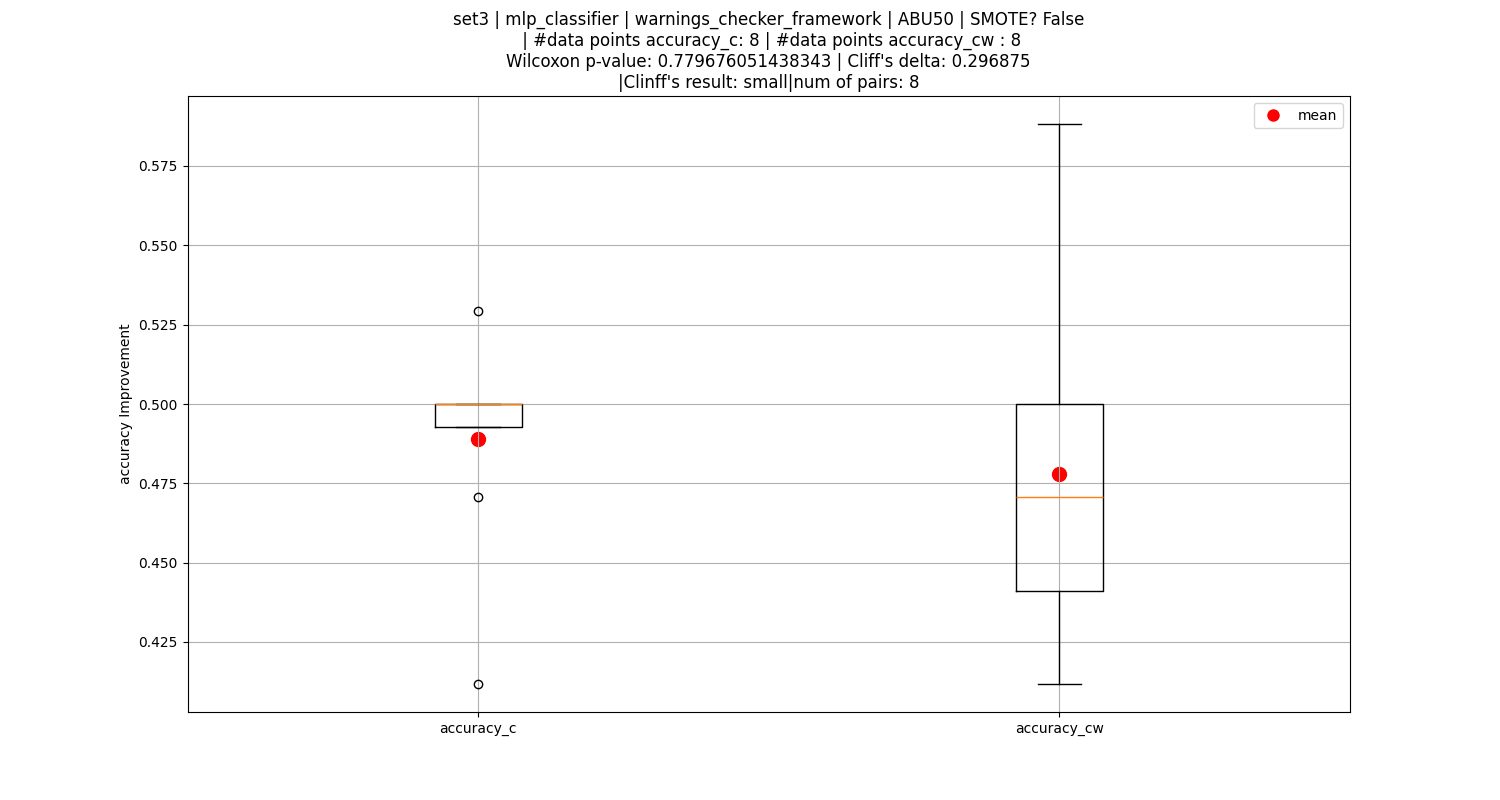 set3 | mlp_classifier | warnings_checker_framework | ABU50 | SMOTE? False
| #data points accuracy_c: 8 | #data points accuracy_cw : 8
Wilcoxon p-value: 0.779676051438343 | Cliff's delta: 0.296875
|Clinff's result: small|num of pairs: 8
mean
0.575
0.550
0.525
0.500
0.475
0.450
0.425
accuracy Improvement
accuracy_c
accuracy_cw